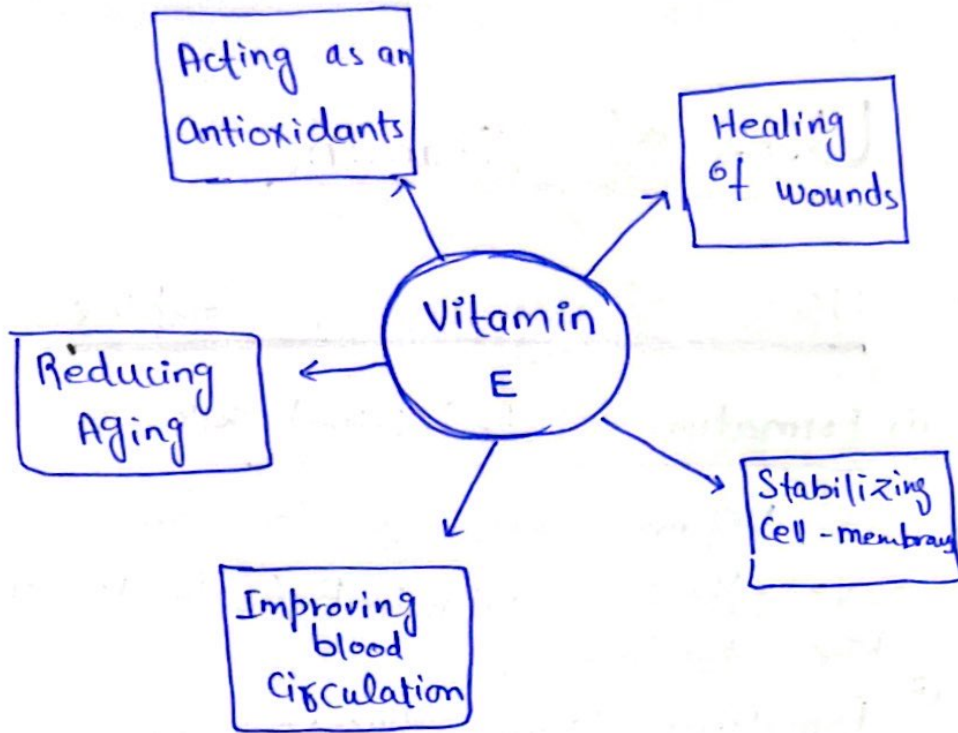 Acting as an
antioxidants
Healing
of wounds
Vitamin
E
Reducing
Aging
Stabilizing
Cell-membrane
Improving
blood
Circulation